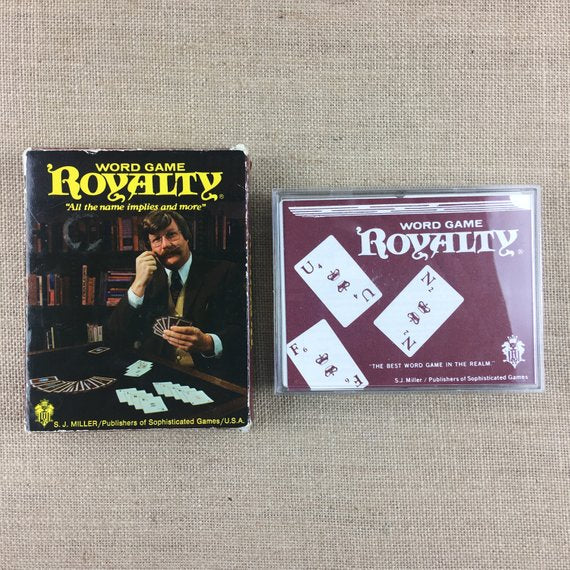 WORD GAME
ROYALTY®
"All the name implies and more"
S. J. MILLER/Publishers of Sophisticated Games/U.S.A.
WORD GAME
ROYALTY®
U
U
N
N
F
F
"THE BEST WORD GAME IN THE REALM."
S.J. Miller / Publishers of Sophisticated Games